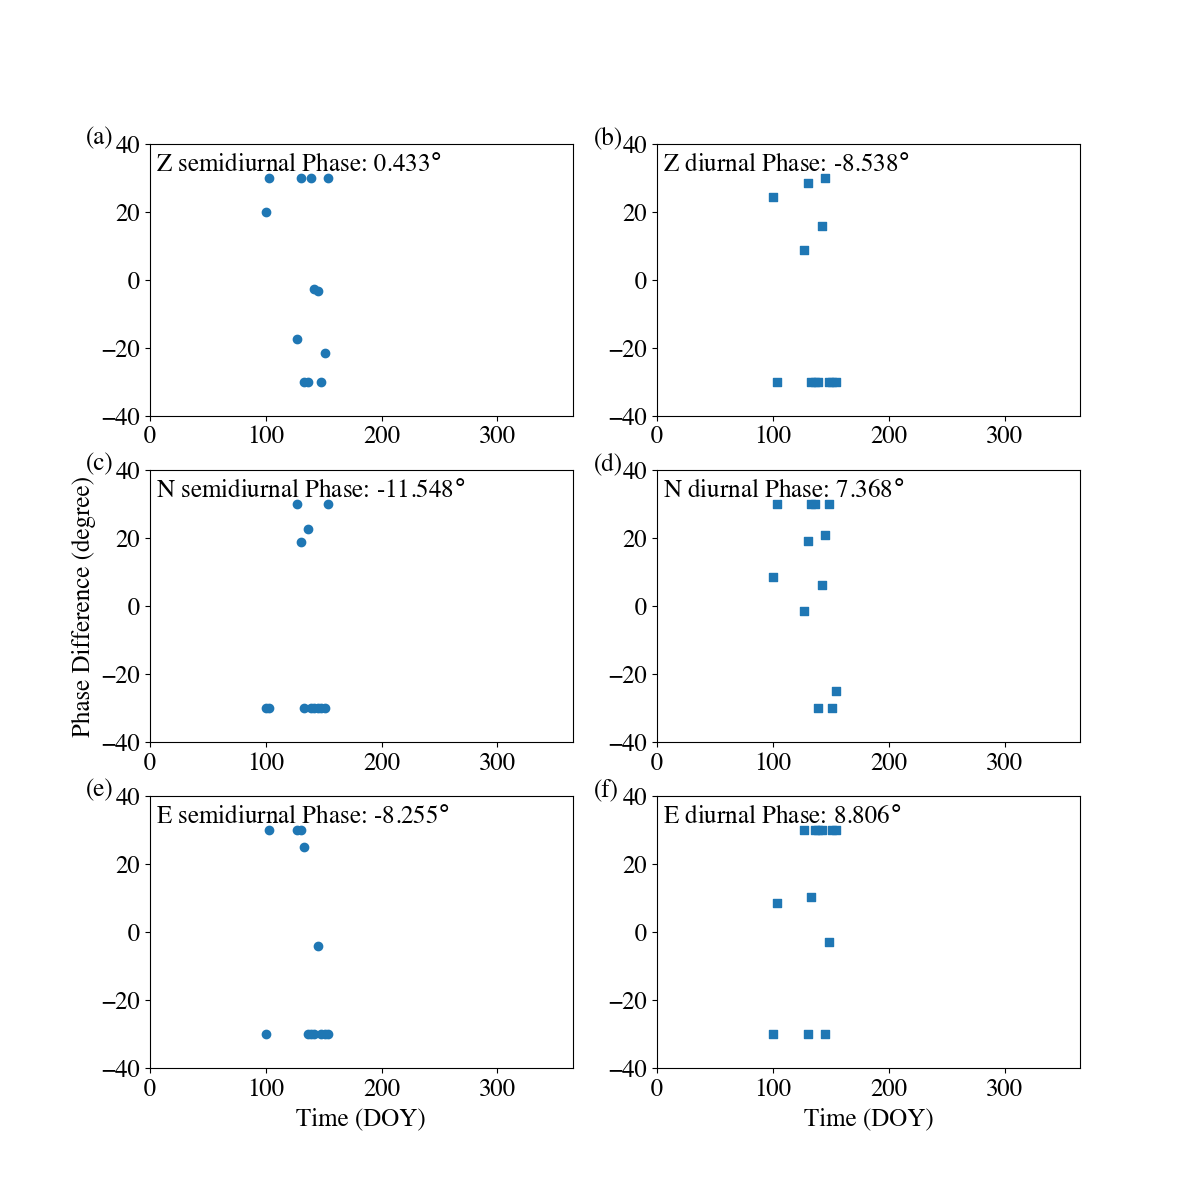 (a)
Z semidiurnal Phase: 0.433°
40
20
0
−20
−40
0 100 200 300
(b)
Z diurnal Phase: -8.538°
40
20
0
−20
−40
0 100 200 300
Phase Difference (degree)
(c)
N semidiurnal Phase: -11.548°
40
20
0
−20
−40
0 100 200 300
(d)
N diurnal Phase: 7.368°
40
20
0
−20
−40
0 100 200 300
(e)
E semidiurnal Phase: -8.255°
40
20
0
−20
−40
0 100 200 300
Time (DOY)
(f)
E diurnal Phase: 8.806°
40
20
0
−20
−40
0 100 200 300
Time (DOY)